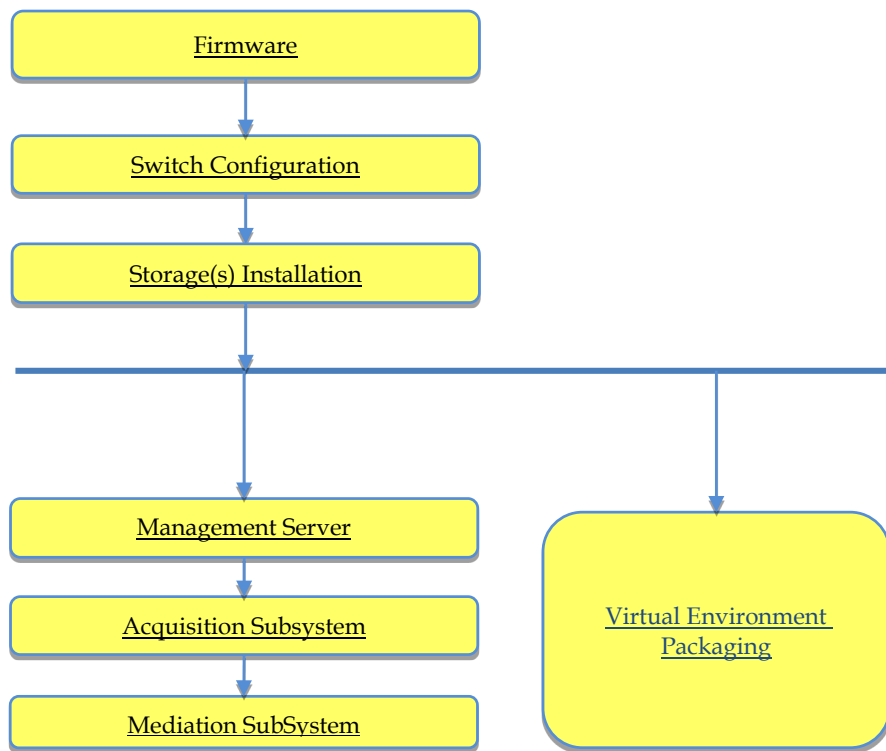 Firmware
Switch Configuration
Storage(s) Installation
Management Server
Acquisition Subsystem
Mediation SubSystem
Virtual Environment
Packaging